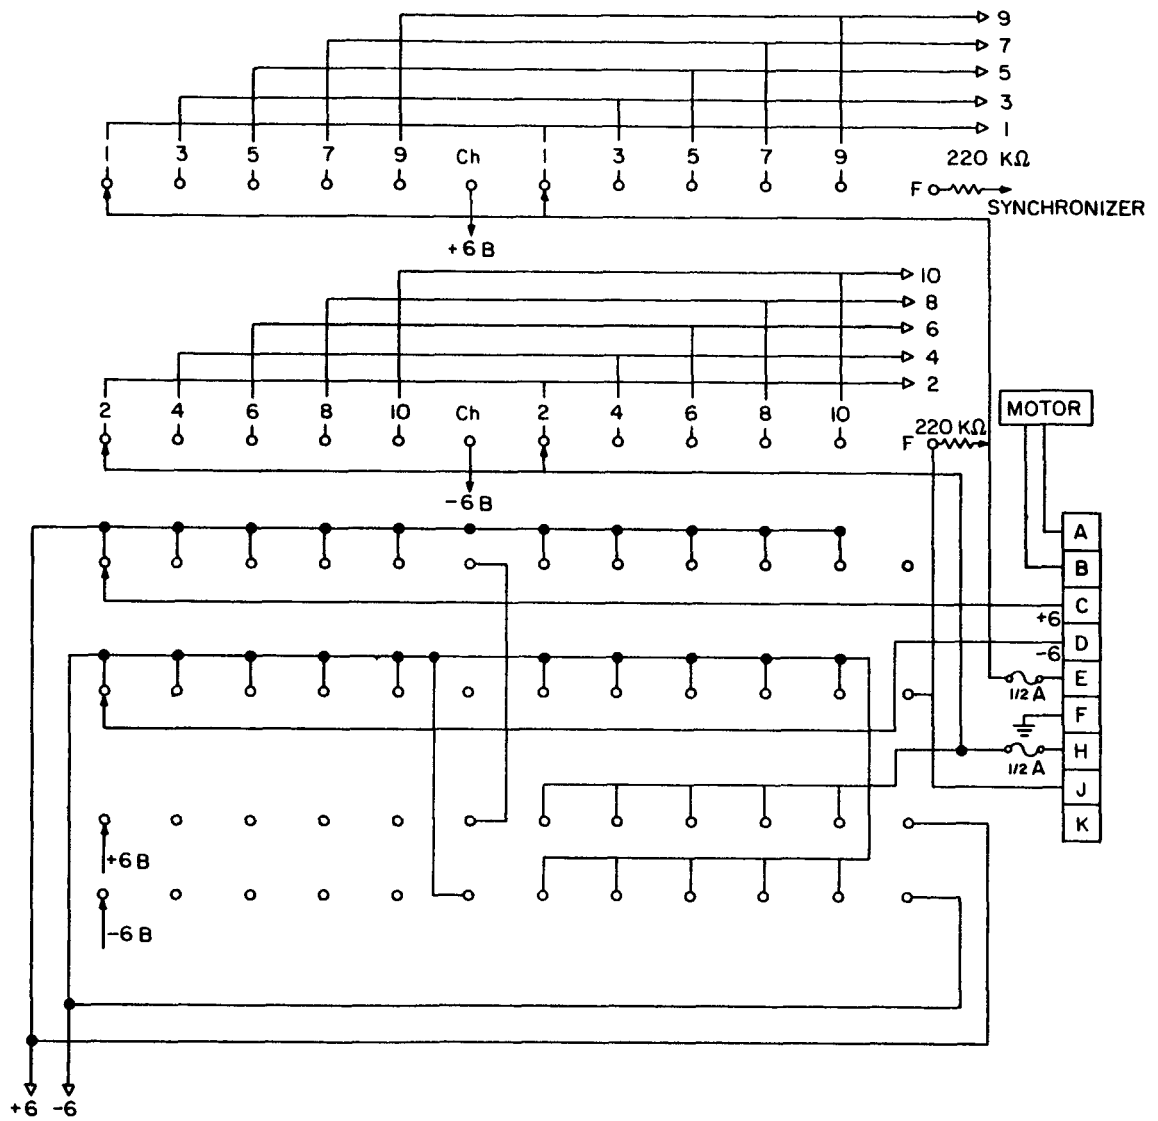 9
7
5
3
1
1 3 5 7 9 Ch 1 3 5 7 9 220 KΩ
F
SYNCHRONIZER
+6 B
10
8
6
4
2
2 4 6 8 10 Ch 2 4 6 8 10 220 KΩ
F
MOTOR
-6 B
A
B
C
+6
D
-6
E
1/2 A
F
H
1/2 A
J
K
+6 B
-6 B
+6 -6